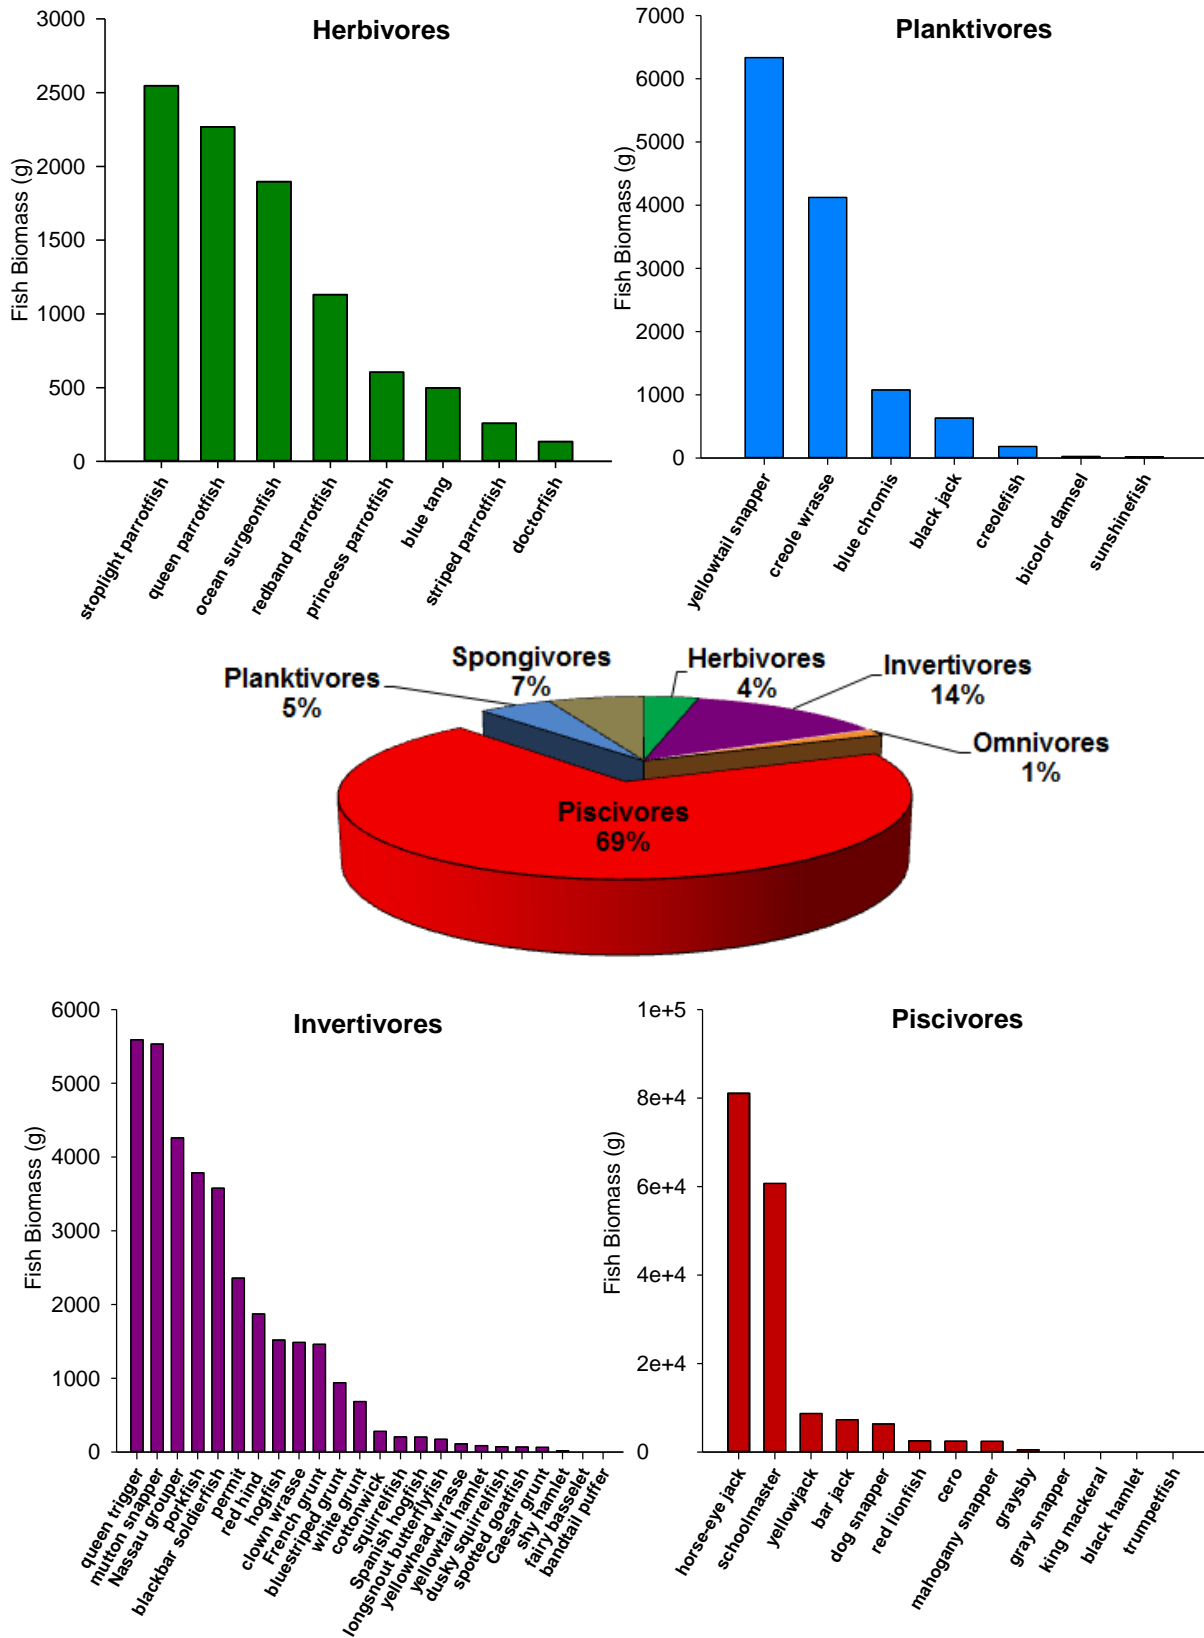 Herbivores
Fish Biomass (g)
3000
2500
2000
1500
1000
500
0
stoplight parrotfish
queen parrotfish
ocean surgeonfish
redband parrotfish
princess parrotfish
blue tang
striped parrotfish
doctorfish
Planktivores
Fish Biomass (g)
7000
6000
5000
4000
3000
2000
1000
0
yellowtail snapper
creole wrasse
blue chromis
black jack
creolefish
bicolor damsel
sunshinefish
Spongivores
7%
Herbivores
4%
Invertivores
14%
Planktivores
5%
Omnivores
1%
Piscivores
69%
Invertivores
Fish Biomass (g)
6000
5000
4000
3000
2000
1000
0
queen trigger
mutton snapper
Nassau grouper
porkfish
blackbar soldierfish
permit
red hind
hogfish
clown wrasse
French grunt
bluestriped grunt
white grunt
cottonwick
squirrelfish
Spanish hogfish
longsnout butterflyfish
yellowhead wrasse
yellowtail hamlet
dusky squirrelfish
spotted goatfish
Caesar grunt
shy hamlet
fairy basselet
bandtail puffer
Piscivores
Fish Biomass (g)
1e+5
8e+4
6e+4
4e+4
2e+4
0
horse-eye jack
schoolmaster
yellowjack
bar jack
dog snapper
red lionfish
cero
mahogany snapper
graysby
gray snapper
king mackeral
black hamlet
trumpetfish